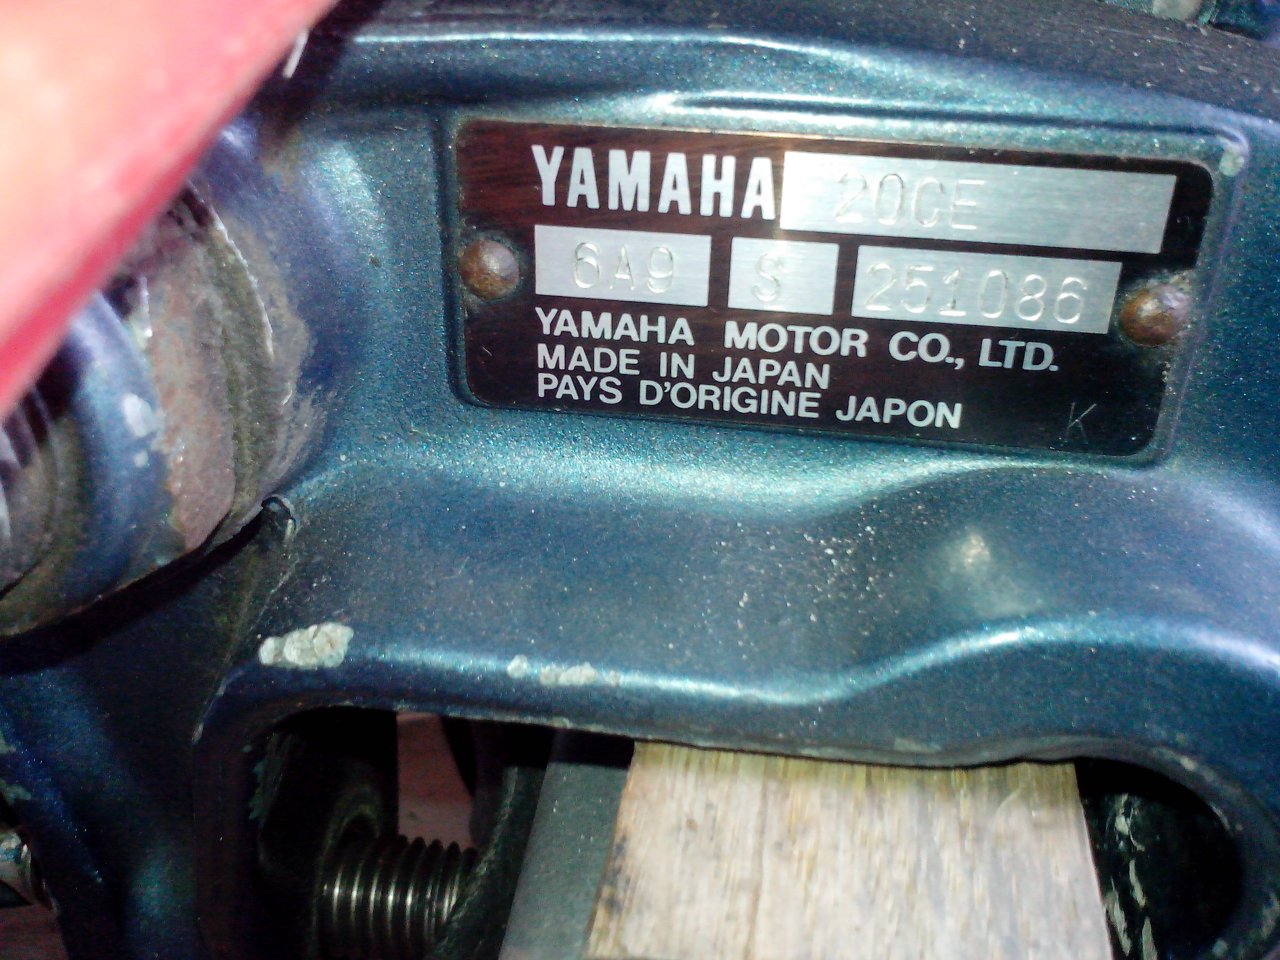 YAMAHA 20CE
6A9 S 251086
YAMAHA MOTOR CO., LTD.
MADE IN JAPAN
PAYS D'ORIGINE JAPON
K